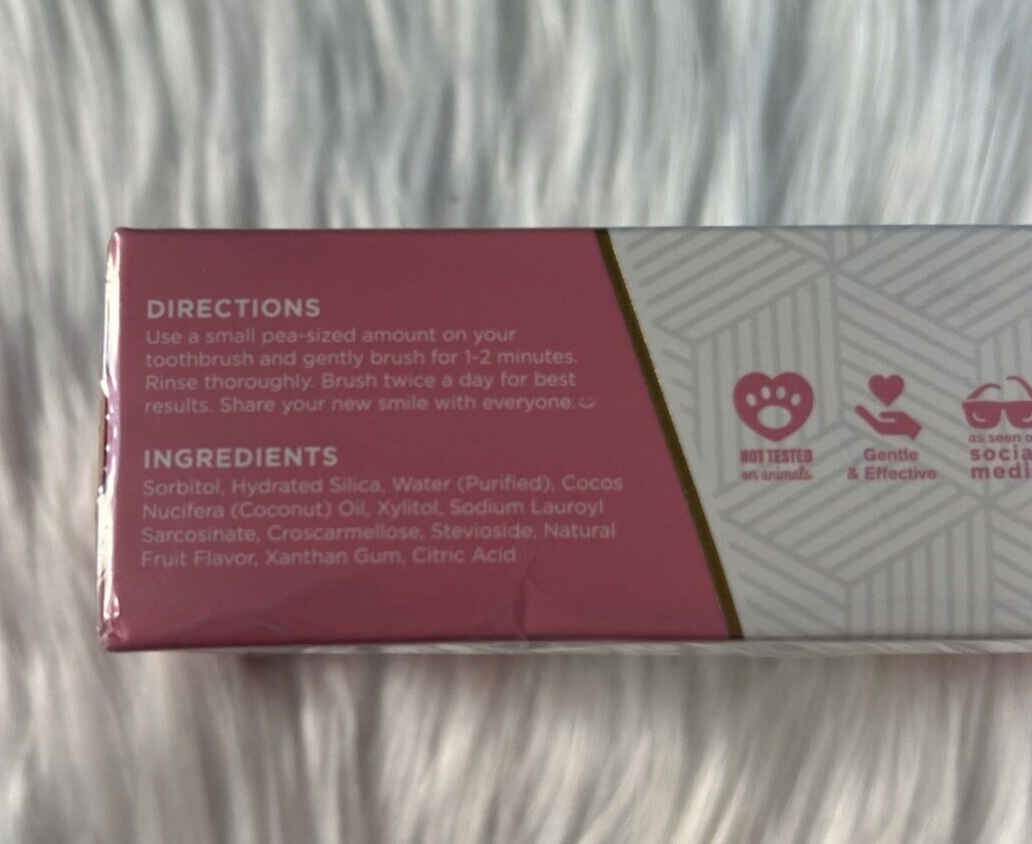 DIRECTIONS
Use a small pea-sized amount on your
toothbrush and gently brush for 1-2 minutes.
Rinse thoroughly. Brush twice a day for best
results. Share your new smile with everyone.
INGREDIENTS
Sorbitol, Hydrated Silica, Water (Purified), Cocos
Nucifera (Coconut) Oil, Xylitol, Sodium Lauroyl
Sarcosinate, Croscarmellose, Stevioside, Natural
Fruit Flavor, Xanthan Gum, Citric Acid
NOT TESTED
on animals
Gentle
& Effective
as seen o
socia
medi